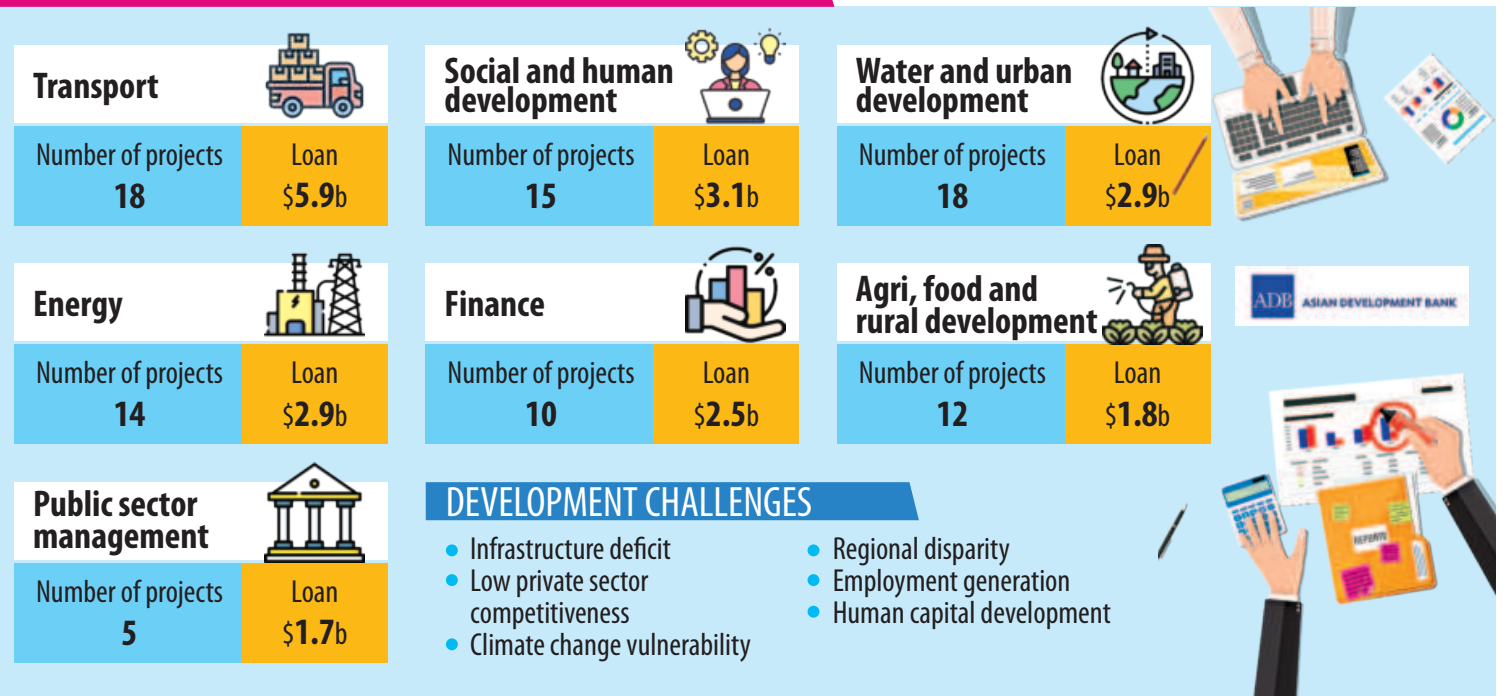 Transport
Number of projects
18
Loan
$5.9b
Social and human
development
Number of projects
15
Loan
$3.1b
Water and urban
development
Number of projects
18
Loan
$2.9b
Energy
Number of projects
14
Loan
$2.9b
Finance
Number of projects
10
Loan
$2.5b
Agri, food and
rural development
Number of projects
12
Loan
$1.8b
ADB ASIAN DEVELOPMENT BANK
Public sector
management
Number of projects
5
Loan
$1.7b
DEVELOPMENT CHALLENGES
• Infrastructure deficit
• Low private sector
competitiveness
• Climate change vulnerability
• Regional disparity
• Employment generation
• Human capital development
REPORTS